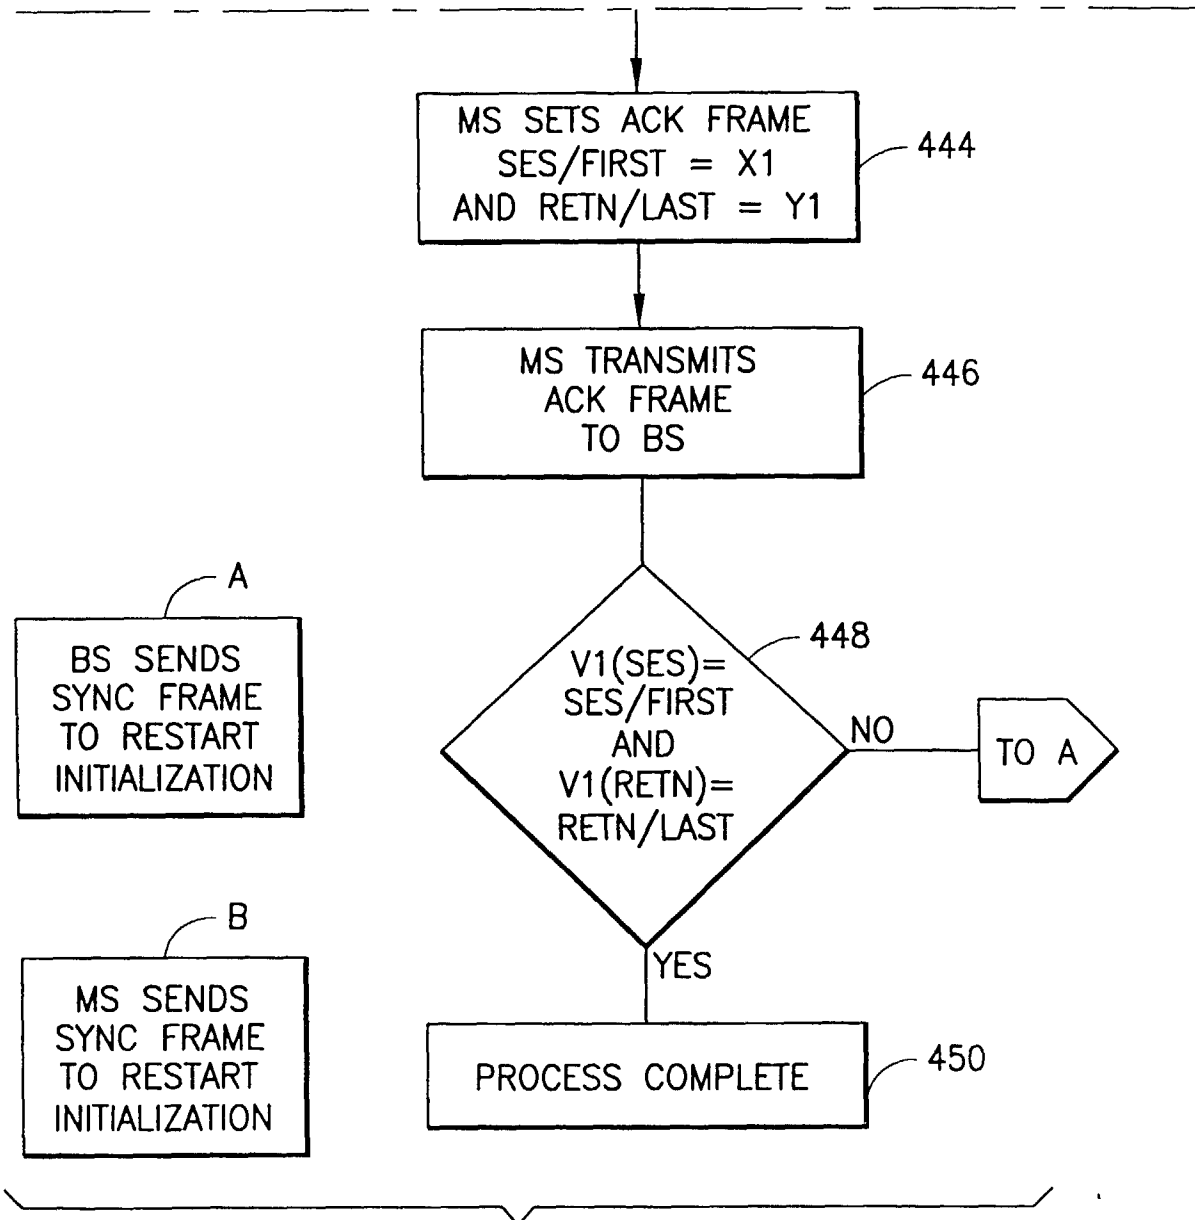 MS SETS ACK FRAME
SES/FIRST = X1
AND RETN/LAST = Y1
444
MS TRANSMITS
ACK FRAME
TO BS
446
A
BS SENDS
SYNC FRAME
TO RESTART
INITIALIZATION
448
V1(SES)=
SES/FIRST
AND
V1(RETN)=
RETN/LAST
NO
TO A
YES
B
MS SENDS
SYNC FRAME
TO RESTART
INITIALIZATION
PROCESS COMPLETE
450